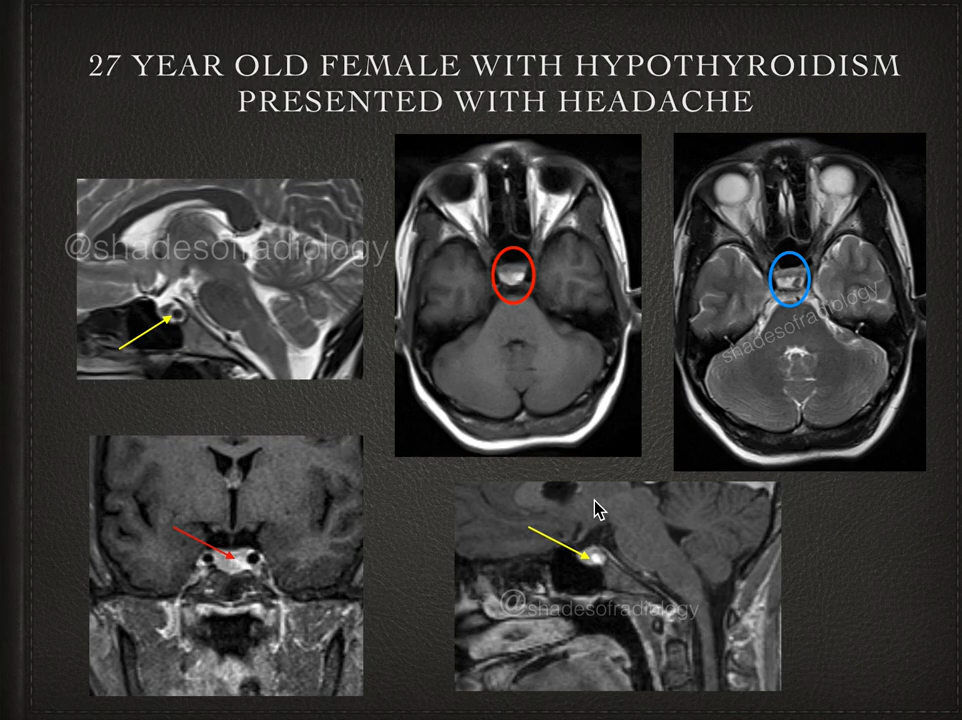 27 YEAR OLD FEMALE WITH HYPOTHYROIDISM
PRESENTED WITH HEADACHE
@shadesofradiology
shadesofradiology
@shadesofradiology